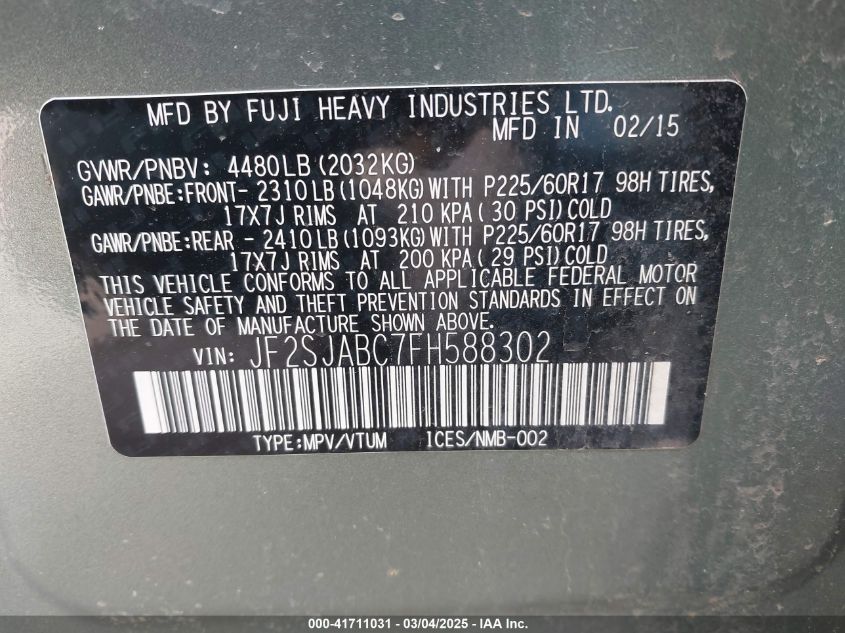 MFD BY FUJI HEAVY INDUSTRIES LTD.
MFD IN 02/15
GVWR/PNBV: 4480LB (2032KG)
GAWR/PNBE:FRONT- 2310LB (1048KG) WITH P225/60R17 98H TIRES,
17X7J RIMS AT 210 KPA ( 30 PSI) COLD
GAWR/PNBE:REAR - 2410LB (1093KG) WITH P225/60R17 98H TIRES,
17X7J RIMS AT 200 KPA ( 29 PSI) COLD
THIS VEHICLE CONFORMS TO ALL APPLICABLE FEDERAL MOTOR
VEHICLE SAFETY AND THEFT PREVENTION STANDARDS IN EFFECT ON
THE DATE OF MANUFACTURE SHOWN ABOVE.
VIN: JF2SJABC7FH588302
TYPE:MPV/VTUM ICES/NMB-002
000-41711031 - 03/04/2025 - IAA Inc.